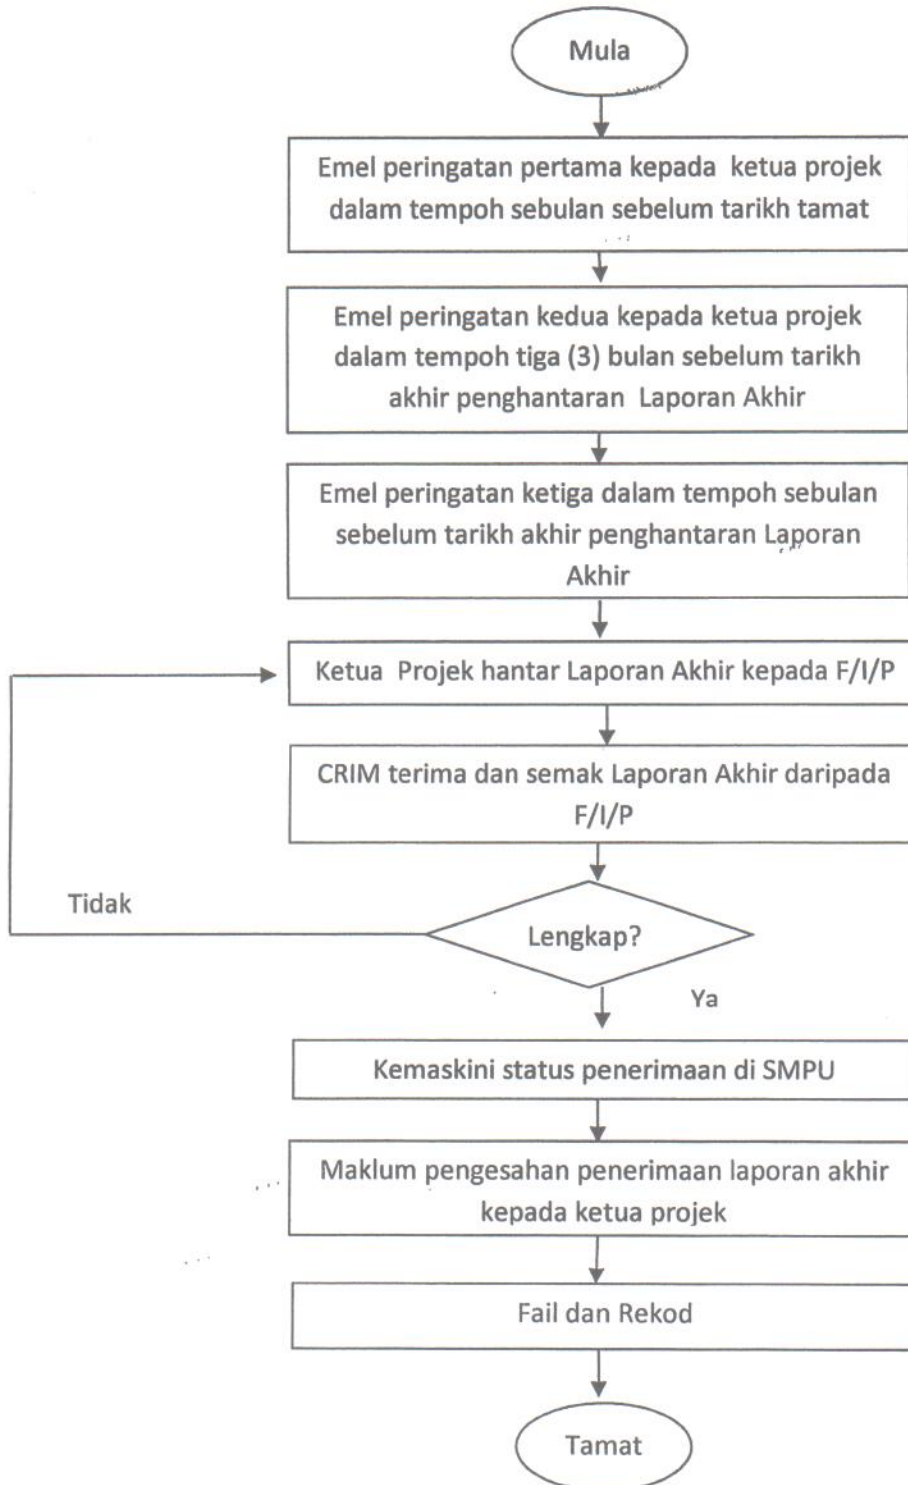 Mula
Emel peringatan pertama kepada ketua projek
dalam tempoh sebulan sebelum tarikh tamat
Emel peringatan kedua kepada ketua projek
dalam tempoh tiga (3) bulan sebelum tarikh
akhir penghantaran Laporan Akhir
Emel peringatan ketiga dalam tempoh sebulan
sebelum tarikh akhir penghantaran Laporan
Akhir
Ketua Projek hantar Laporan Akhir kepada F/I/P
CRIM terima dan semak Laporan Akhir daripada
F/I/P
Tidak
Lengkap?
Ya
Kemaskini status penerimaan di SMPU
Maklum pengesahan penerimaan laporan akhir
kepada ketua projek
Fail dan Rekod
Tamat